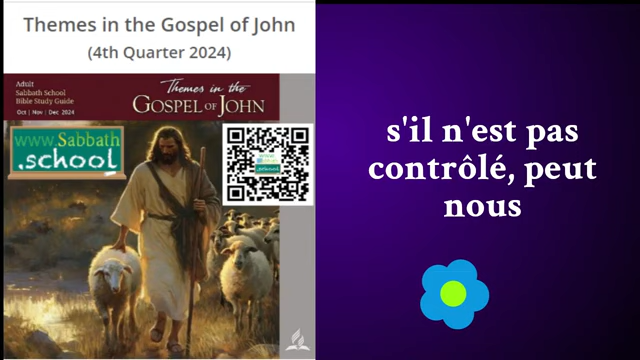 Themes in the Gospel of John
(4th Quarter 2024)
Adult
Sabbath School
Bible Study Guide
Oct | Nov | Dec 2024
Themes in the
GOSPEL OF JOHN
www.Sabbath
.school
s'il n'est pas
contrôlé, peut
nous